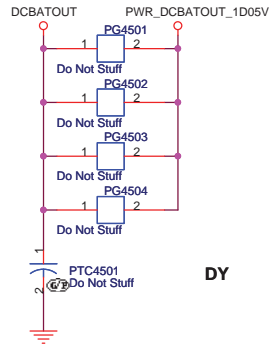 DCBATOUT PWR_DCBATOUT_1D05V
PG4501
1 2
Do Not Stuff
PG4502
1 2
Do Not Stuff
PG4503
1 2
Do Not Stuff
PG4504
1 2
Do Not Stuff
1
PTC4501
2 Do Not Stuff
DY